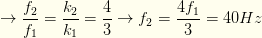 → f₂/f₁ = k₂/k₁ = 4/3 → f₂ = 4f₁/3 = 40Hz